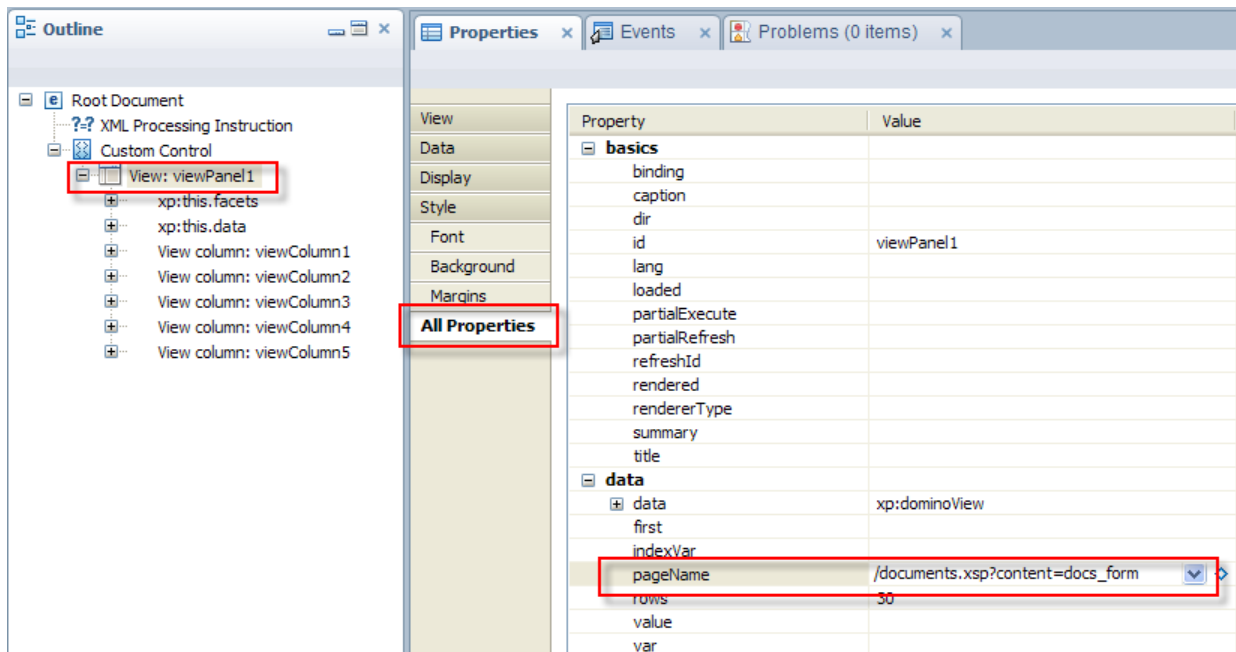 Outline
Root Document
?=? XML Processing Instruction
Custom Control
View: viewPanel1
xp:this.facets
xp:this.data
View column: viewColumn1
View column: viewColumn2
View column: viewColumn3
View column: viewColumn4
View column: viewColumn5
Properties
Events
Problems (0 items)
View
Data
Display
Style
Font
Background
Margins
All Properties
Property Value
basics
binding
caption
dir
id viewPanel1
lang
loaded
partialExecute
partialRefresh
refreshId
rendered
rendererType
summary
title
data
data xp:dominoView
first
indexVar
pageName /documents.xsp?content=docs_form
rows 30
value
var